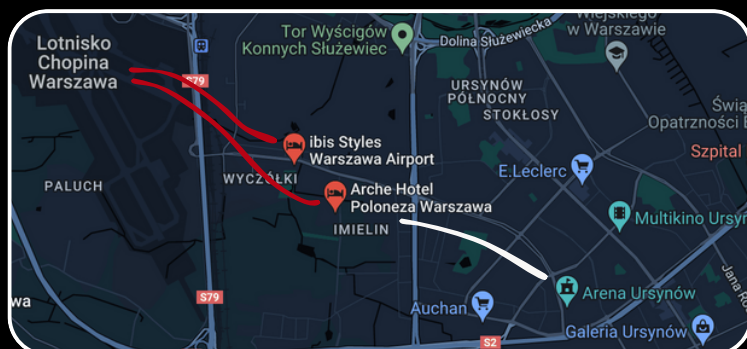 Lotnisko
Chopina
Warszawa
Tor Wyścigów
Konnych Służewiec
Dolina Służewiecka
Wiejskiego
w Warszawie
S79
URSYNÓW
PÓŁNOCNY
STOKŁOSY
Opatrzności
Szpital
ibis Styles
Warszawa Airport
E.Leclerc
PALUCH
WYCZÓŁKI
Arche Hotel
Poloneza Warszawa
IMIELIN
Multikino Ursyn
S79
wa
Auchan
Arena Ursynów
Galeria Ursynów
S2